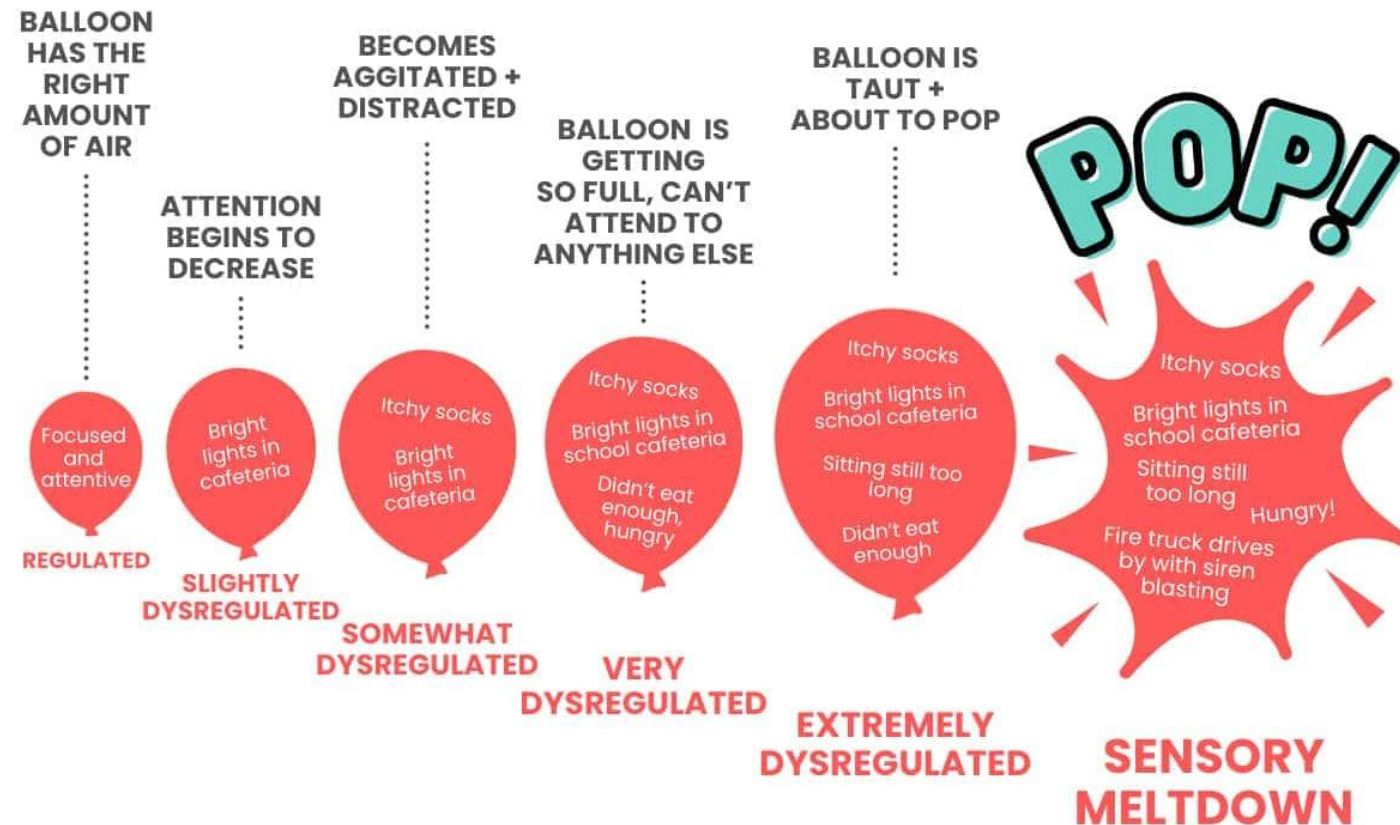 BALLOON
HAS THE
RIGHT
AMOUNT
OF AIR
Focused
and
attentive
REGULATED
ATTENTION
BEGINS TO
DECREASE
Bright
lights in
cafeteria
SLIGHTLY
DYSREGULATED
BECOMES
AGGITATED +
DISTRACTED
Itchy socks
Bright
lights in
cafeteria
SOMEWHAT
DYSREGULATED
BALLOON IS
GETTING
SO FULL, CAN'T
ATTEND TO
ANYTHING ELSE
Itchy socks
Bright lights in
school cafeteria
Didn't eat
enough,
hungry
VERY
DYSREGULATED
BALLOON IS
TAUT +
ABOUT TO POP
Itchy socks
Bright lights in
school cafeteria
Sitting still too
long
Didn't eat
enough
EXTREMELY
DYSREGULATED
POP!
Itchy socks
Bright lights in
school cafeteria
Sitting still
too long
Hungry!
Fire truck drives
by with siren
blasting
SENSORY
MELTDOWN